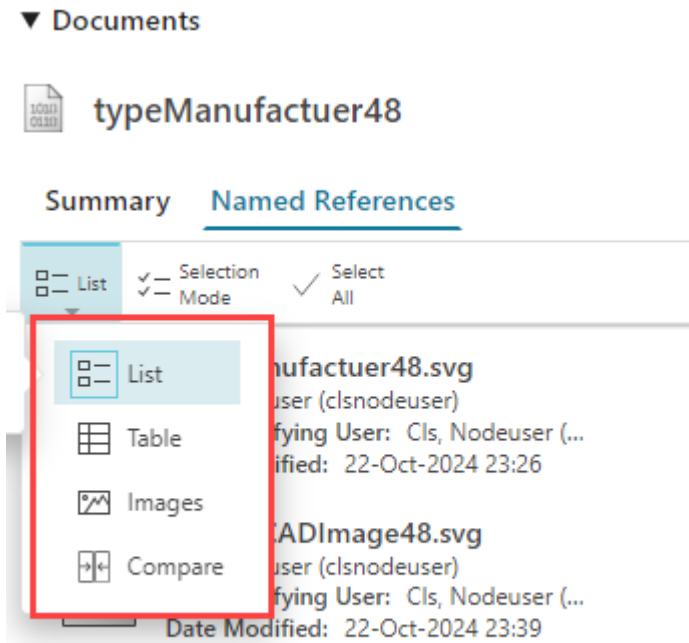 ▼ Documents
typeManufactuer48
Summary Named References
List Selection Mode Select All
List
Table
Images
Compare
nufactuer48.svg
user (clsnodeuser)
fying User: Cls, Nodeuser (...
ified: 22-Oct-2024 23:26
CADImage48.svg
user (clsnodeuser)
fying User: Cls, Nodeuser (...
Date Modified: 22-Oct-2024 23:39